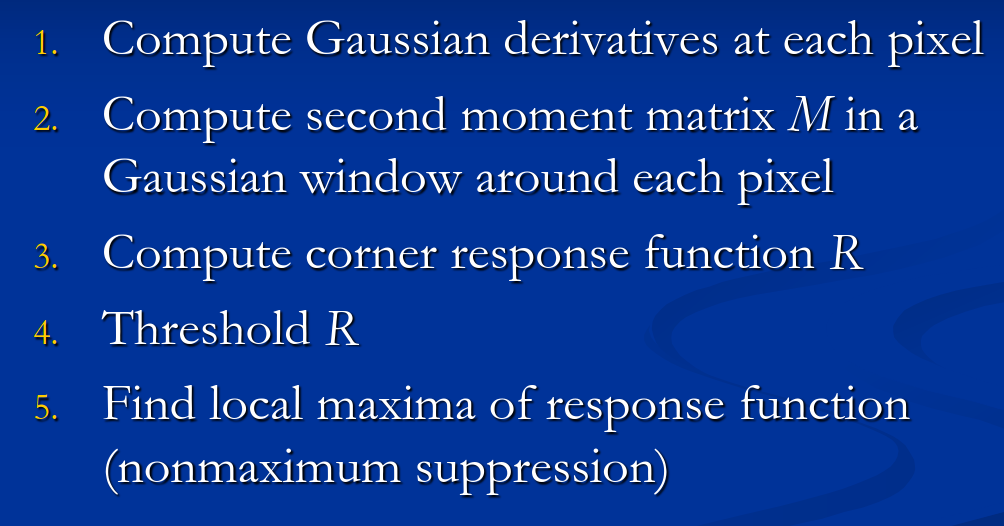 1. Compute Gaussian derivatives at each pixel
2. Compute second moment matrix M in a
Gaussian window around each pixel
3. Compute corner response function R
4. Threshold R
5. Find local maxima of response function
(nonmaximum suppression)